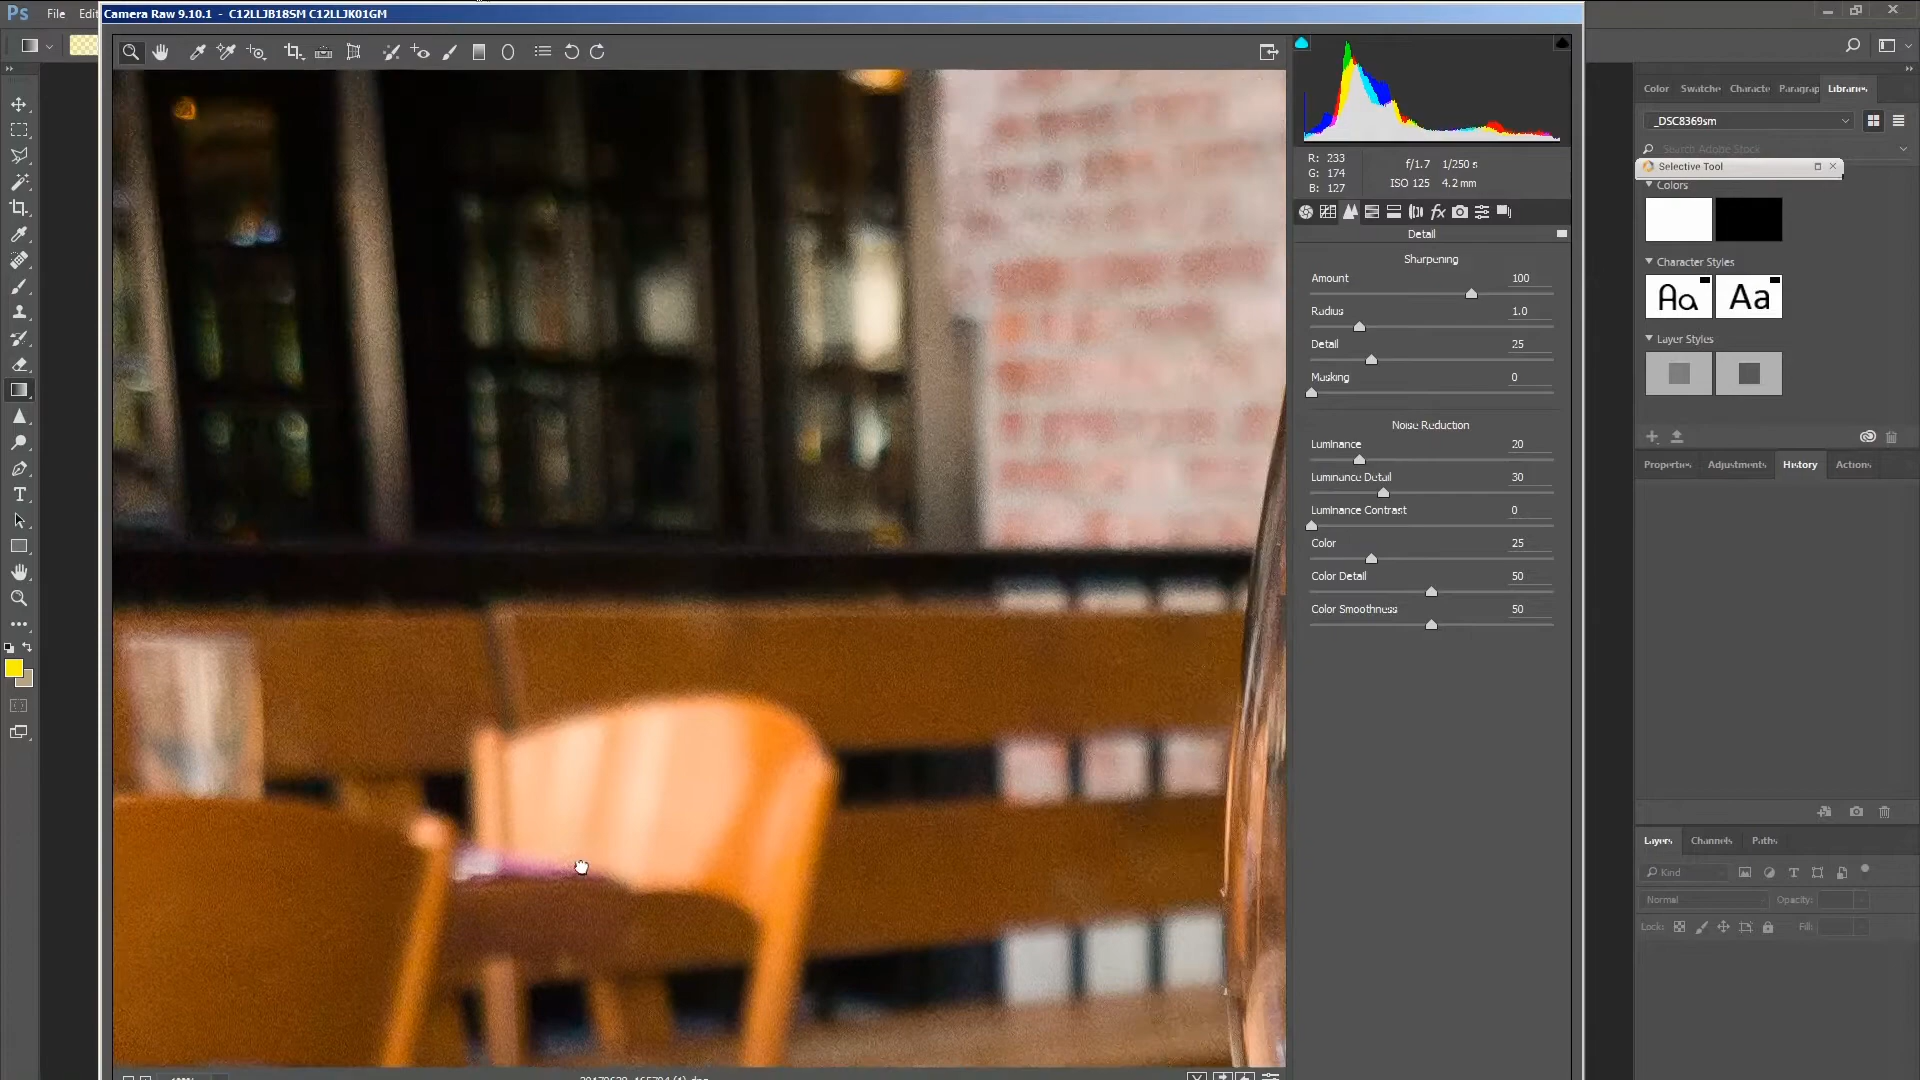 Ps File Edit
Camera Raw 9.10.1 - C12LLJB18SM C12LLJK01GM
R: 233
G: 174
B: 127
f/1.7 1/250 s
ISO 125 4.2 mm
Detail
Sharpening
Amount 100
Radius 1.0
Detail 25
Masking 0
Noise Reduction
Luminance 20
Luminance Detail 30
Luminance Contrast 0
Color 25
Color Detail 50
Color Smoothness 50
Color Swatche Characte Paragrap Libraries
_DSC8369sm
Search Adobe Stock
Selective Tool
Colors
Character Styles
Aa Aa
Layer Styles
Properties Adjustments History Actions
Layers Channels Paths
Kind
Normal Opacity:
Lock: Fill: